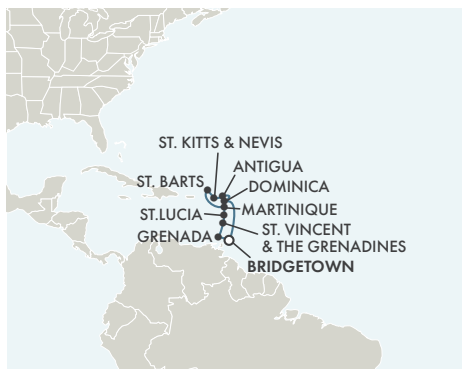 ST. KITTS & NEVIS
ANTIGUA
ST. BARTS
DOMINICA
MARTINIQUE
ST.LUCIA
ST. VINCENT
& THE GRENADINES
GRENADA
BRIDGETOWN